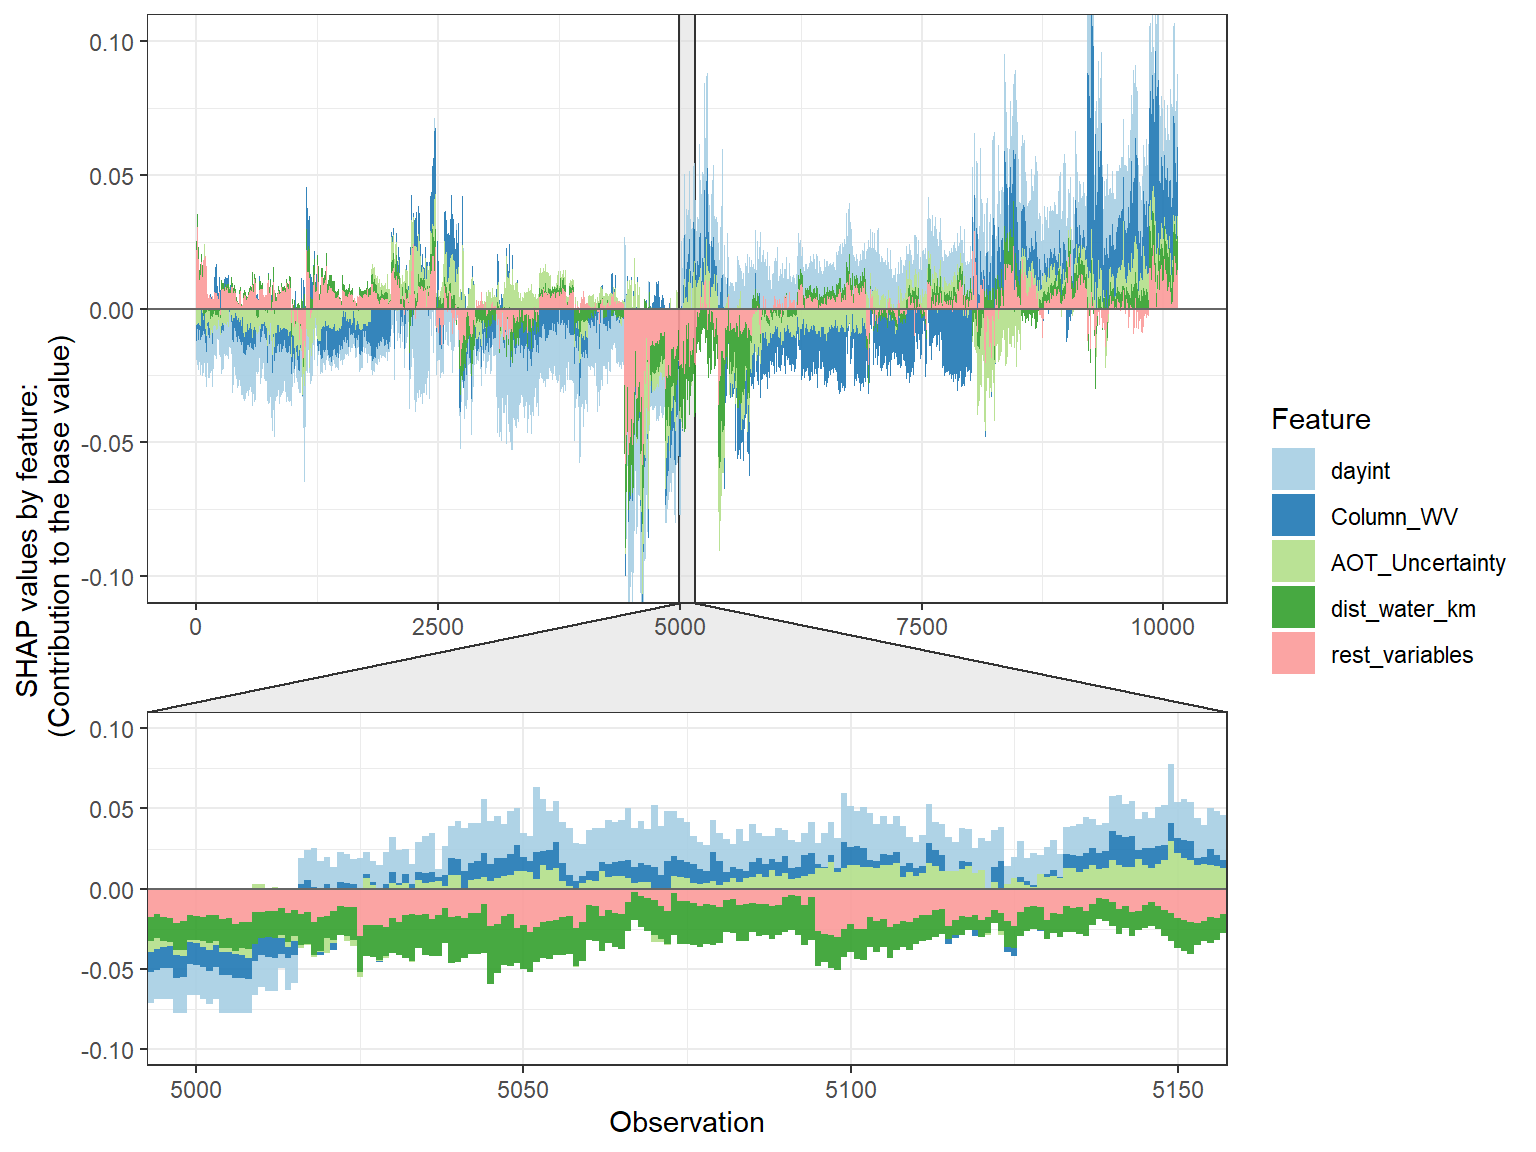 SHAP values by feature:
(Contribution to the base value)
0.10
0.05
0.00
-0.05
-0.10
0
2500
5000
7500
10000
0.10
0.05
0.00
-0.05
-0.10
5000
5050
5100
5150
Observation
Feature
dayint
Column_WV
AOT_Uncertainty
dist_water_km
rest_variables